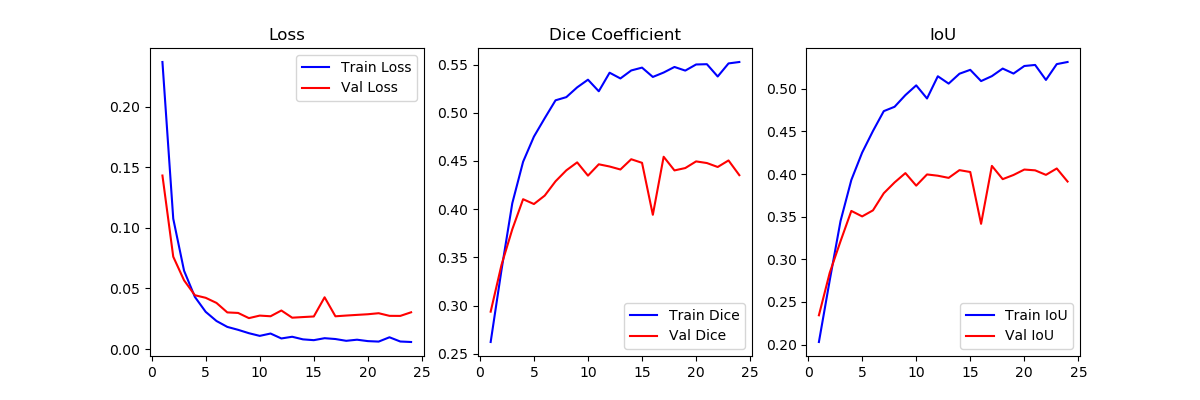 Loss
Train Loss
Val Loss
0.20
0.15
0.10
0.05
0.00
0 5 10 15 20 25
Dice Coefficient
0.55
0.50
0.45
0.40
0.35
0.30
0.25
Train Dice
Val Dice
0 5 10 15 20 25
IoU
0.50
0.45
0.40
0.35
0.30
0.25
0.20
Train IoU
Val IoU
0 5 10 15 20 25